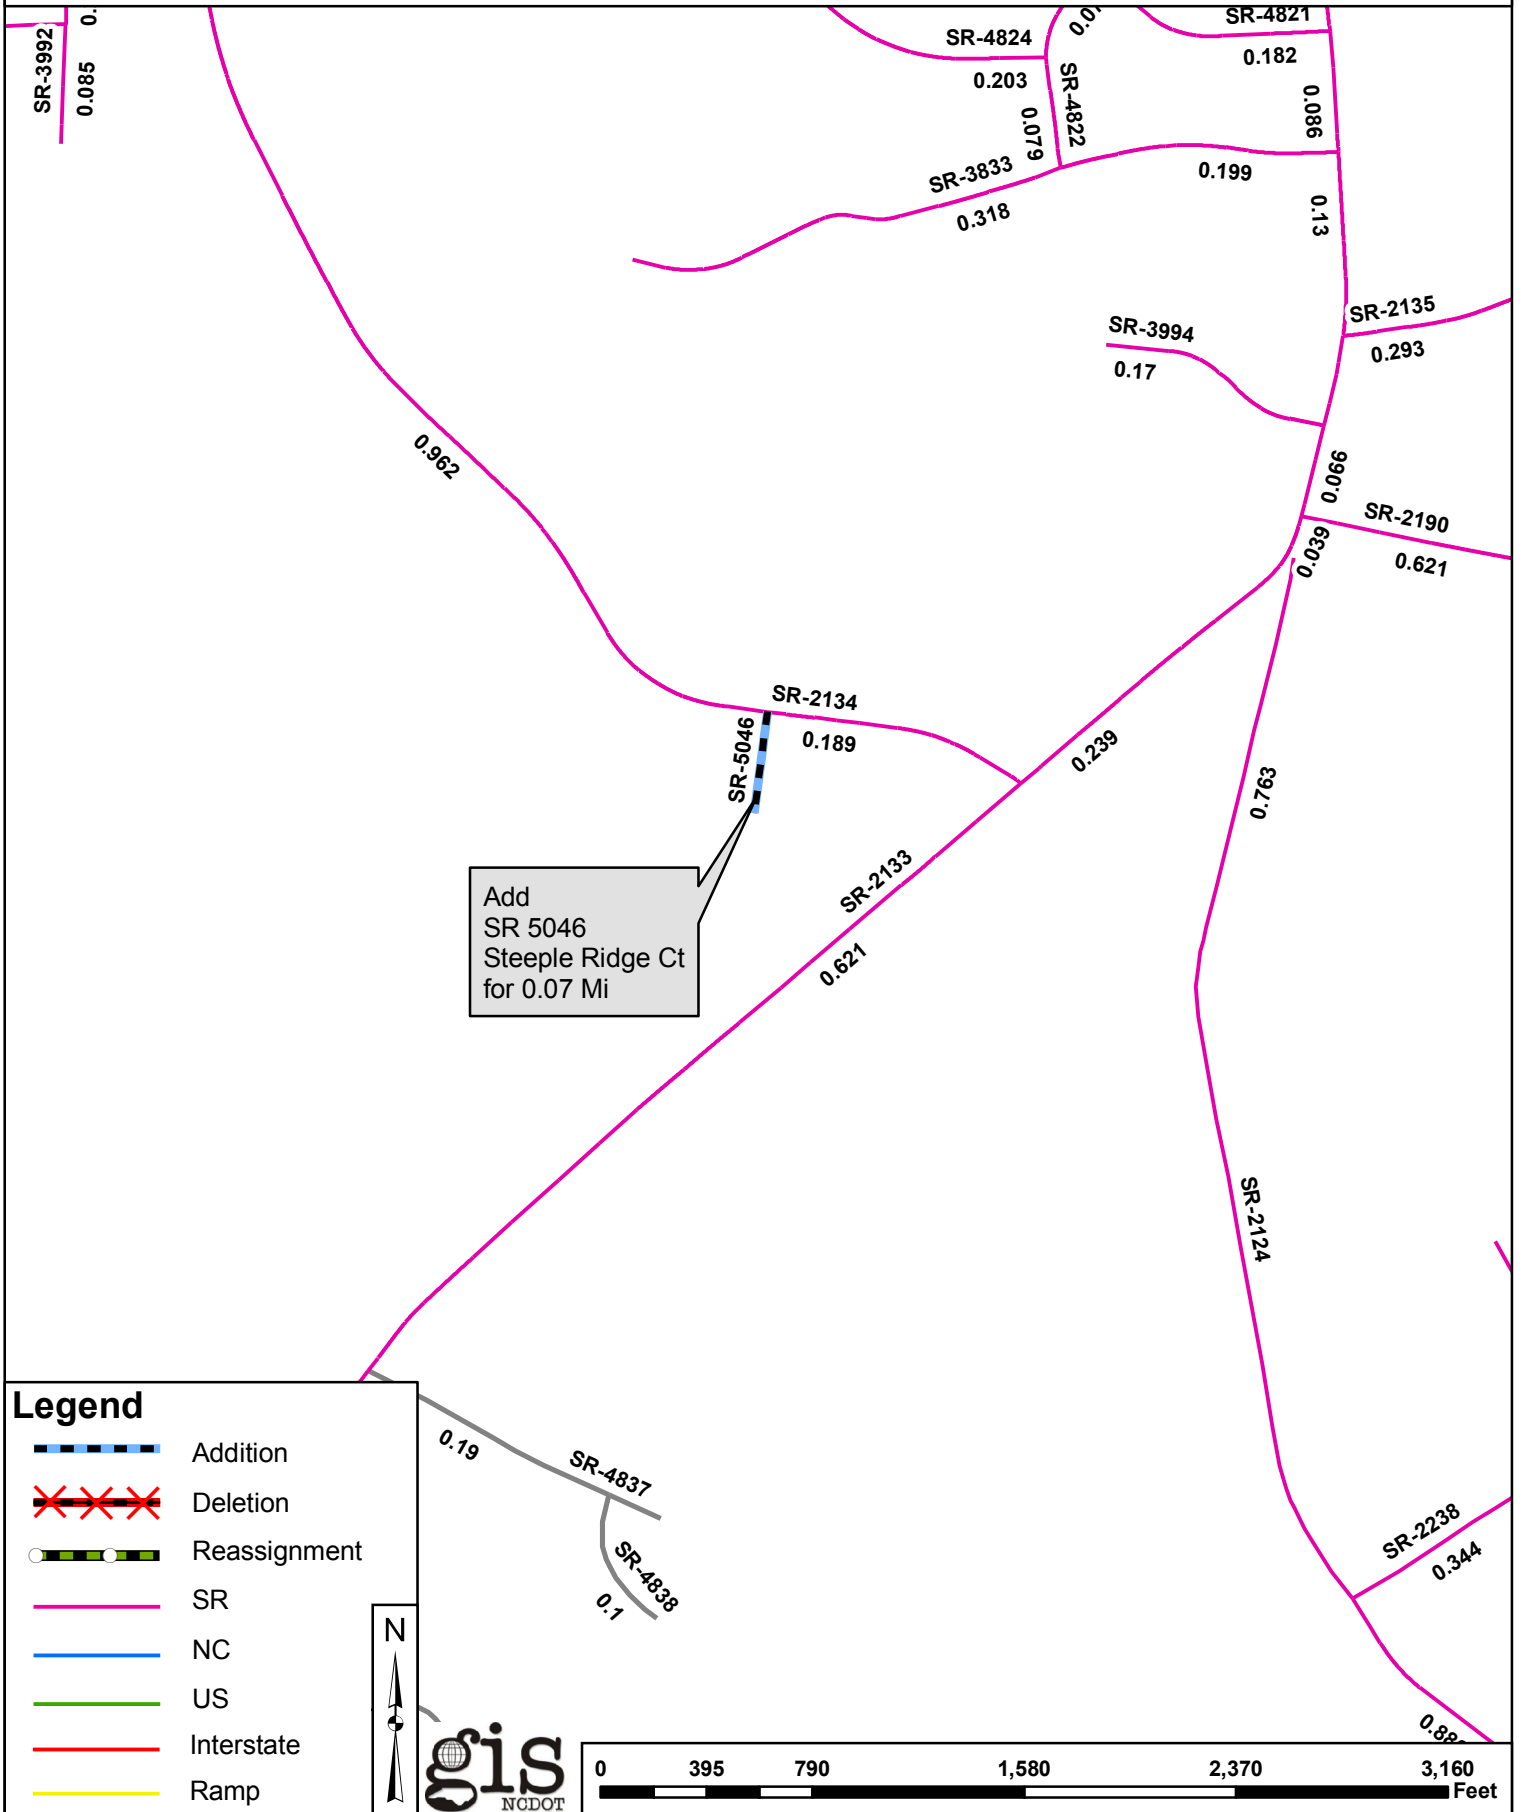 SR-3992
0.085
0.
SR-4824
0.203
SR-4822
0.079
SR-4821
0.182
0.086
SR-3833
0.318
0.199
0.13
SR-2135
0.293
SR-3994
0.17
0.066
SR-2190
0.621
0.039
0.962
SR-2134
0.189
SR-5046
0.239
0.763
SR-2133
0.621
Add
SR 5046
Steeple Ridge Ct
for 0.07 Mi
SR-2124
0.19
SR-4837
SR-4838
0.1
SR-2238
0.344
Legend
Addition
Deletion
Reassignment
SR
NC
US
Interstate
Ramp
N
gis
NCDOT
0 395 790 1,580 2,370 3,160
Feet